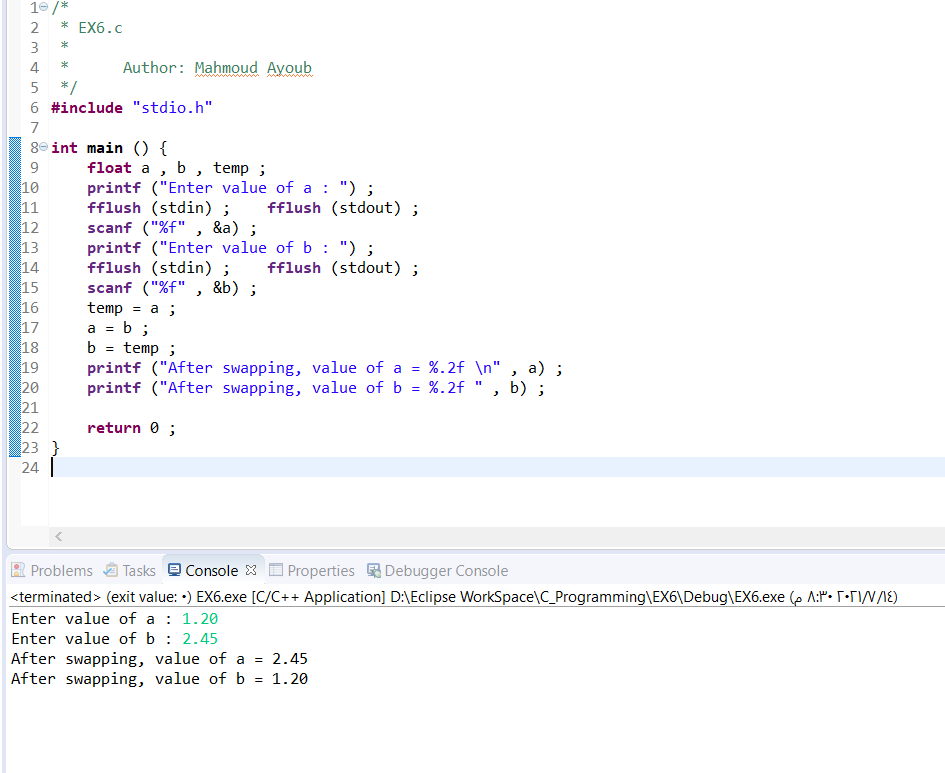 1 /*
2  * EX6.c
3  *
4  *      Author: Mahmoud Ayoub
5  */
6 #include "stdio.h"
7
8 int main () {
9     float a , b , temp ;
10     printf ("Enter value of a : ") ;
11     fflush (stdin) ;    fflush (stdout) ;
12     scanf ("%f" , &a) ;
13     printf ("Enter value of b : ") ;
14     fflush (stdin) ;    fflush (stdout) ;
15     scanf ("%f" , &b) ;
16     temp = a ;
17     a = b ;
18     b = temp ;
19     printf ("After swapping, value of a = %.2f \n" , a) ;
20     printf ("After swapping, value of b = %.2f " , b) ;
21
22     return 0 ;
23 }
24
Problems Tasks Console Properties Debugger Console
<terminated> (exit value: ٠) EX6.exe [C/C++ Application] D:\Eclipse WorkSpace\C_Programming\EX6\Debug\EX6.exe (م ٨:٣٠ ٢٠٢١/٧/١٤)
Enter value of a : 1.20
Enter value of b : 2.45
After swapping, value of a = 2.45
After swapping, value of b = 1.20